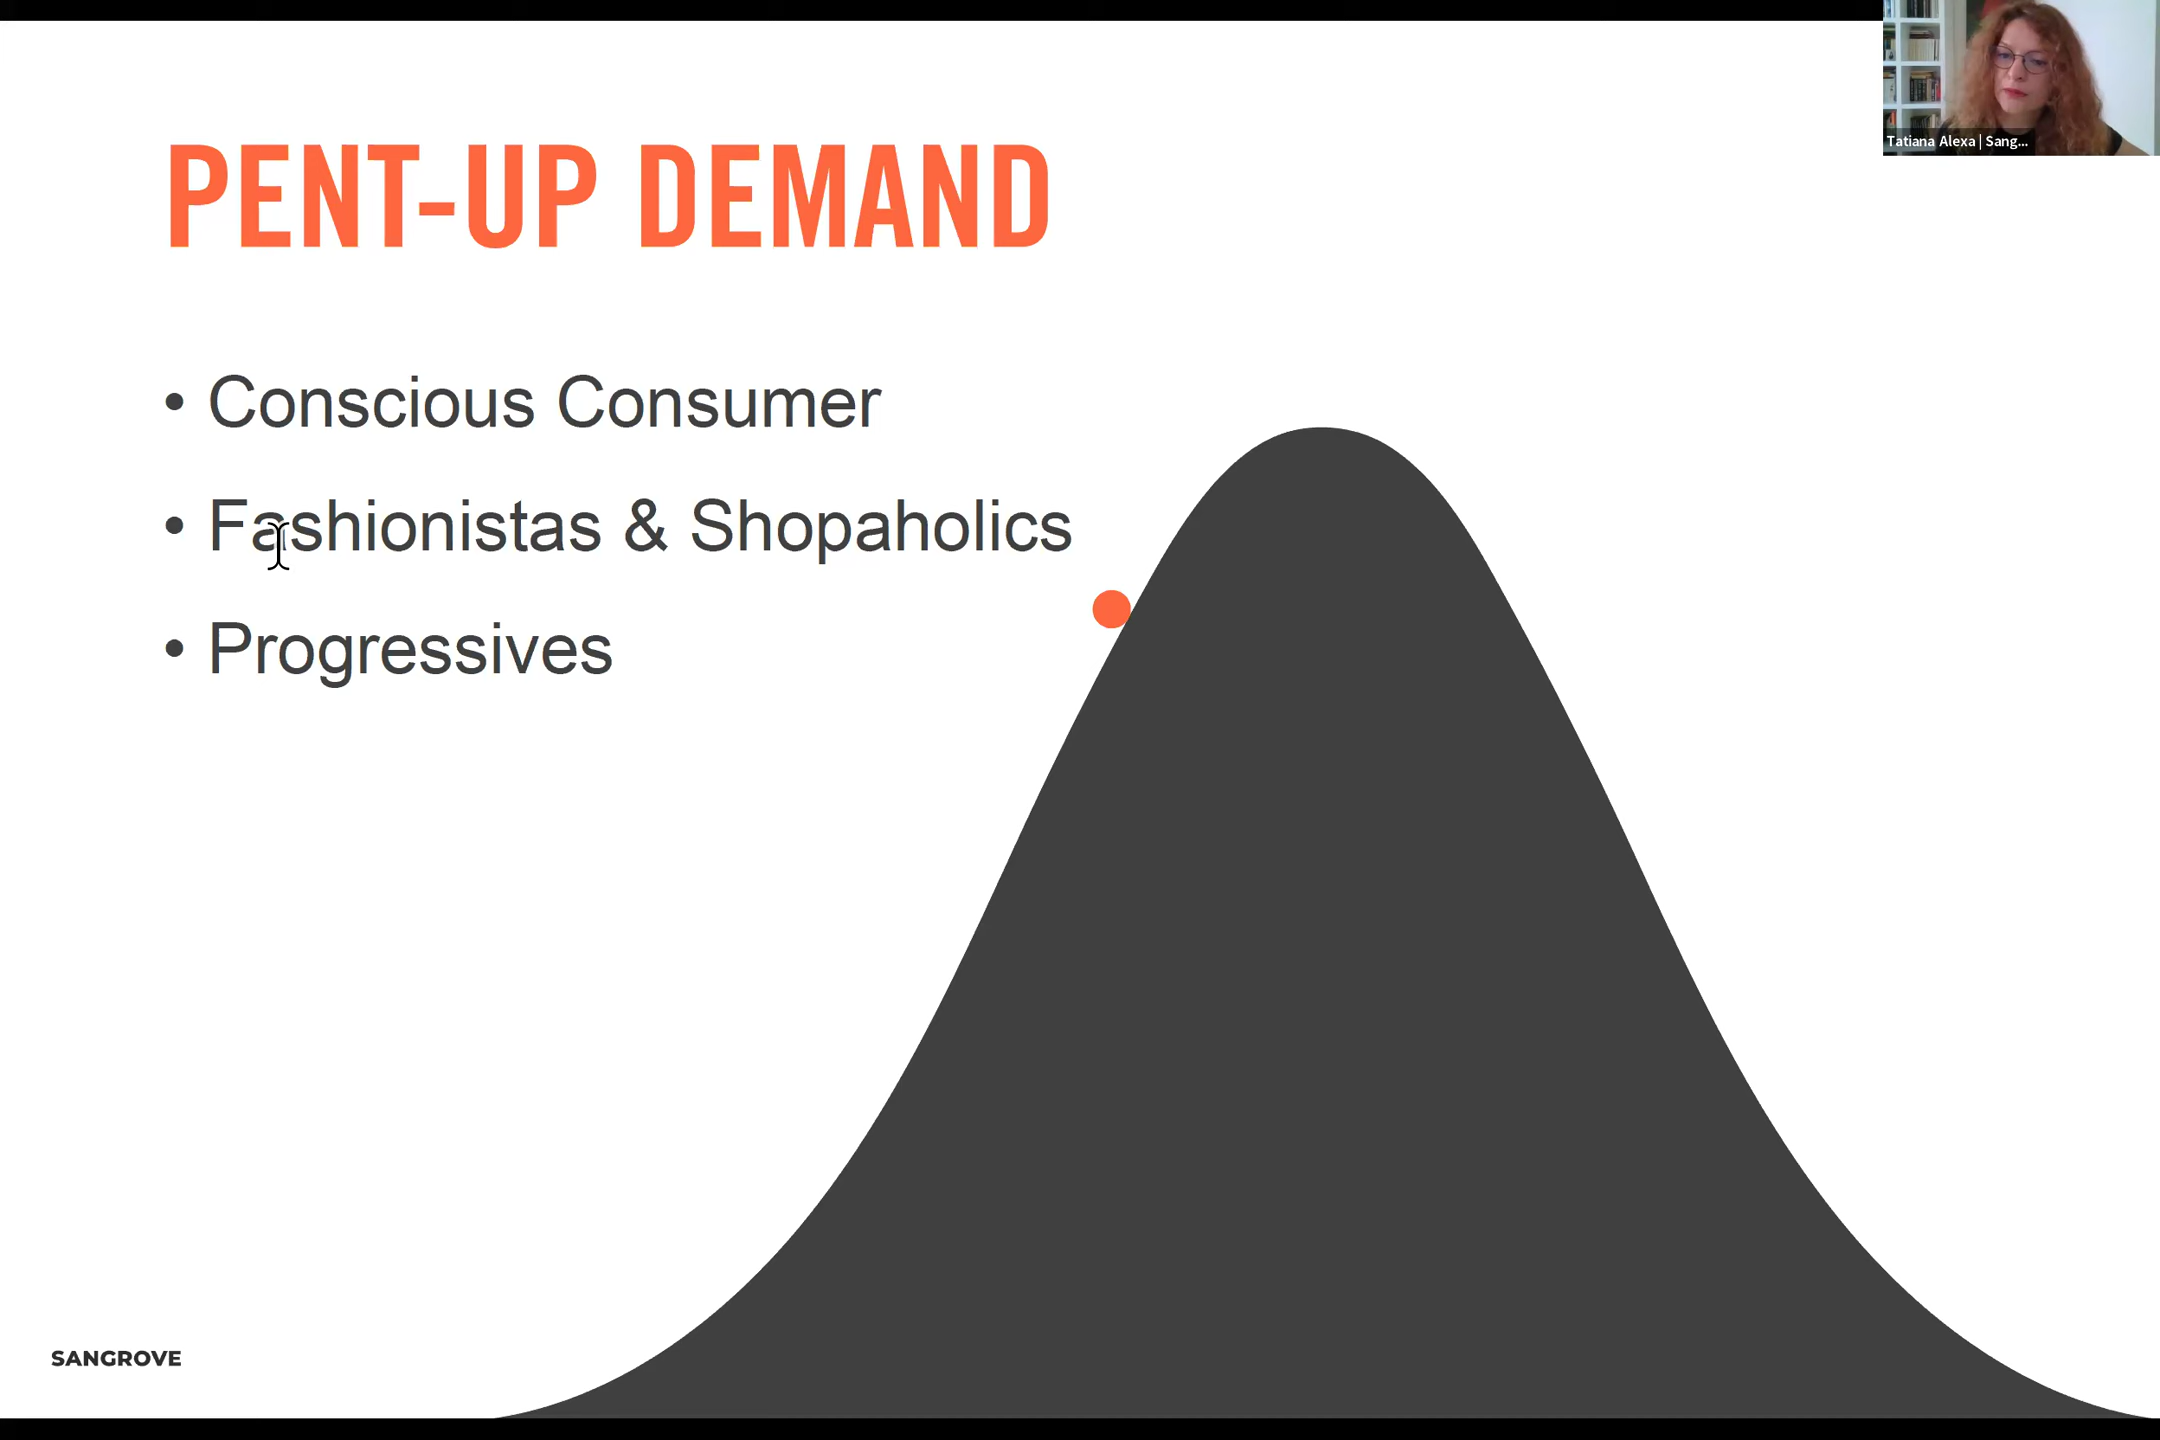 Tatiana Alexa | Sang...
PENT-UP DEMAND
• Conscious Consumer
• Fashionistas & Shopaholics
• Progressives
SANGROVE